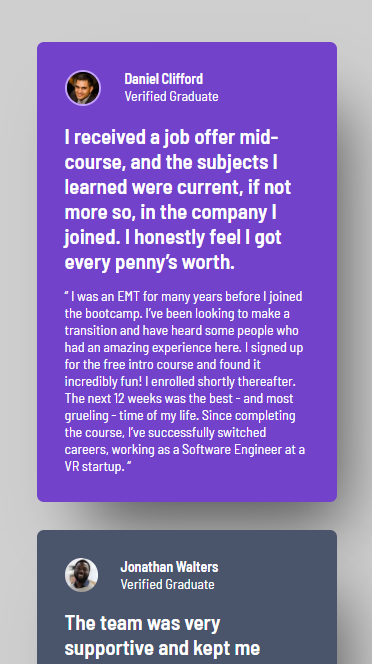 Daniel Clifford
Verified Graduate
I received a job offer mid-
course, and the subjects I
learned were current, if not
more so, in the company I
joined. I honestly feel I got
every penny’s worth.
“ I was an EMT for many years before I joined
the bootcamp. I’ve been looking to make a
transition and have heard some people who
had an amazing experience here. I signed up
for the free intro course and found it
incredibly fun! I enrolled shortly thereafter.
The next 12 weeks was the best - and most
grueling - time of my life. Since completing
the course, I’ve successfully switched
careers, working as a Software Engineer at a
VR startup. ”
Jonathan Walters
Verified Graduate
The team was very
supportive and kept me